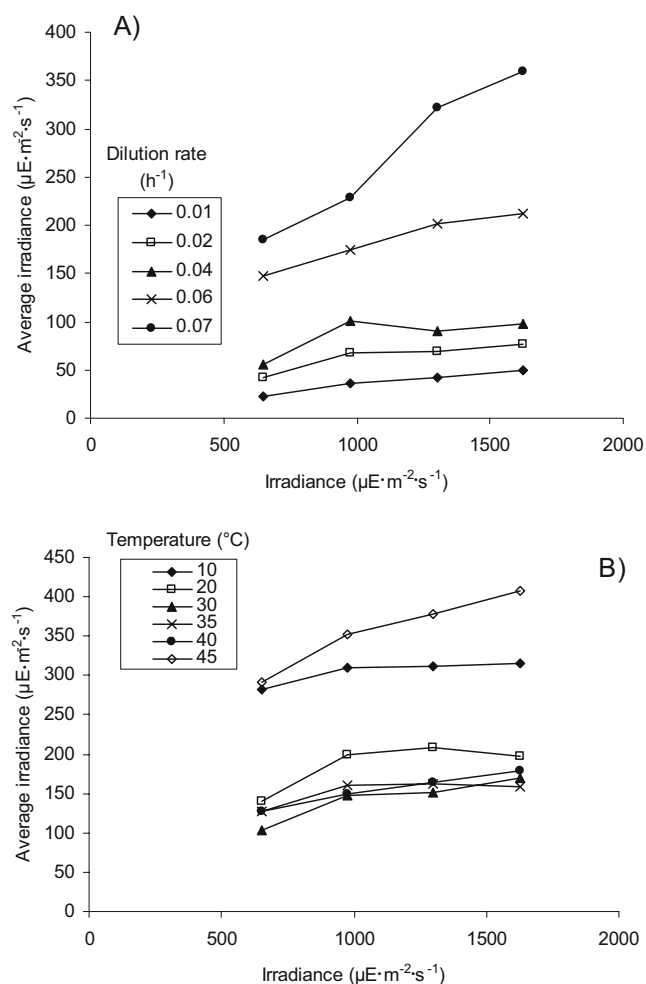 A)
400
350
300
250
200
150
100
50
0
Average irradiance (µE·m⁻²·s⁻¹)
Dilution rate
(h⁻¹)
0.01
0.02
0.04
0.06
0.07
0 500 1000 1500 2000
Irradiance (µE·m⁻²·s⁻¹)
B)
Temperature (°C)
10
20
30
35
40
45
450
400
350
300
250
200
150
100
50
0
Average irradiance (µE·m⁻²·s⁻¹)
0 500 1000 1500 2000
Irradiance (µE·m⁻²·s⁻¹)